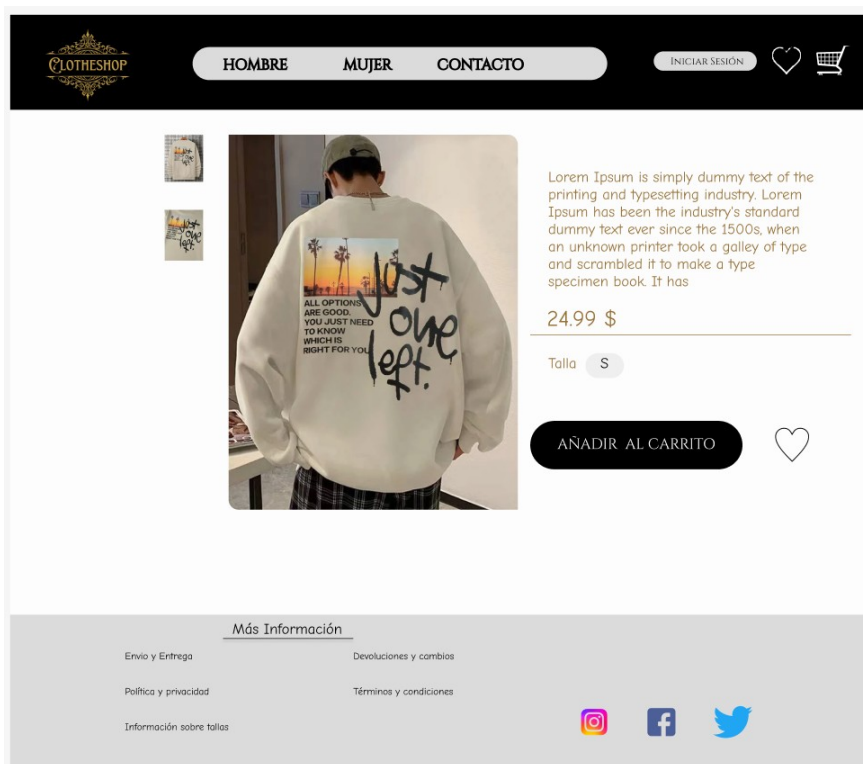 CLOTHESHOP
HOMBRE MUJER CONTACTO
INICIAR SESIÓN
Lorem Ipsum is simply dummy text of the
printing and typesetting industry. Lorem
Ipsum has been the industry's standard
dummy text ever since the 1500s, when
an unknown printer took a galley of type
and scrambled it to make a type
specimen book. It has
24.99 $
Talla S
AÑADIR AL CARRITO
ALL OPTIONS
ARE GOOD.
YOU JUST NEED
TO KNOW
WHICH IS
RIGHT FOR YOU
Just
one
left.
Más Información
Envio y Entrega
Devoluciones y cambios
Política y privacidad
Términos y condiciones
Información sobre tallas